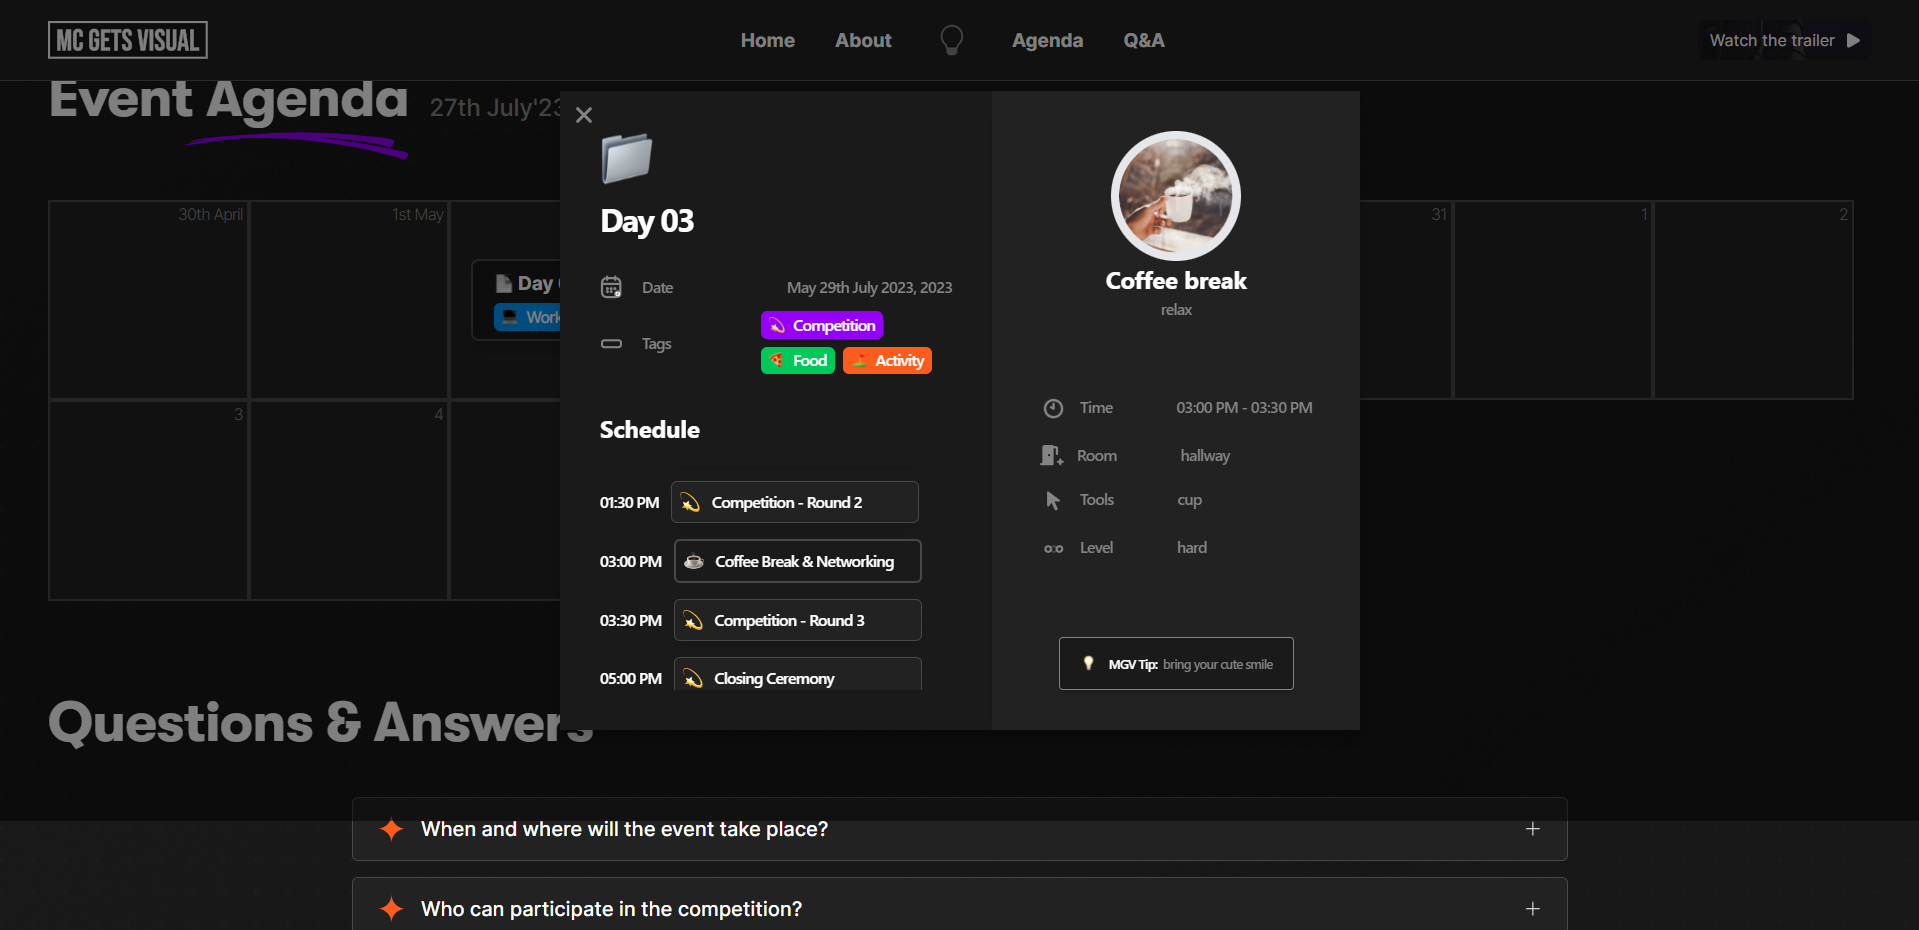 MC GETS VISUAL
Home
About
Agenda
Q&A
Watch the trailer
Event Agenda
27th July'23
30th April
1st May
31
1
2
3
4
Day
Work
Day 03
Date
May 29th July 2023, 2023
Tags
Competition
Food
Activity
Schedule
01:30 PM
Competition - Round 2
03:00 PM
Coffee Break & Networking
03:30 PM
Competition - Round 3
05:00 PM
Closing Ceremony
Coffee break
relax
Time
03:00 PM - 03:30 PM
Room
hallway
Tools
cup
Level
hard
MGV Tip: bring your cute smile
Questions & Answers
When and where will the event take place?
Who can participate in the competition?